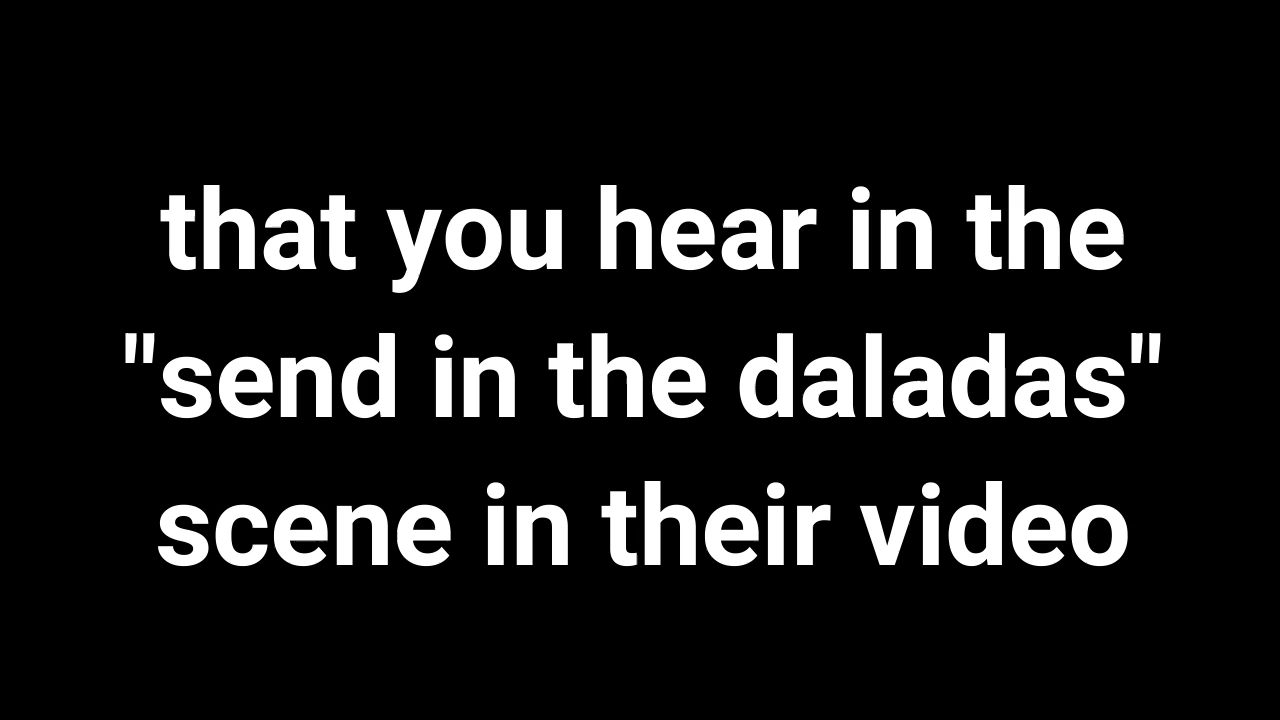 that you hear in the
"send in the daladas"
scene in their video